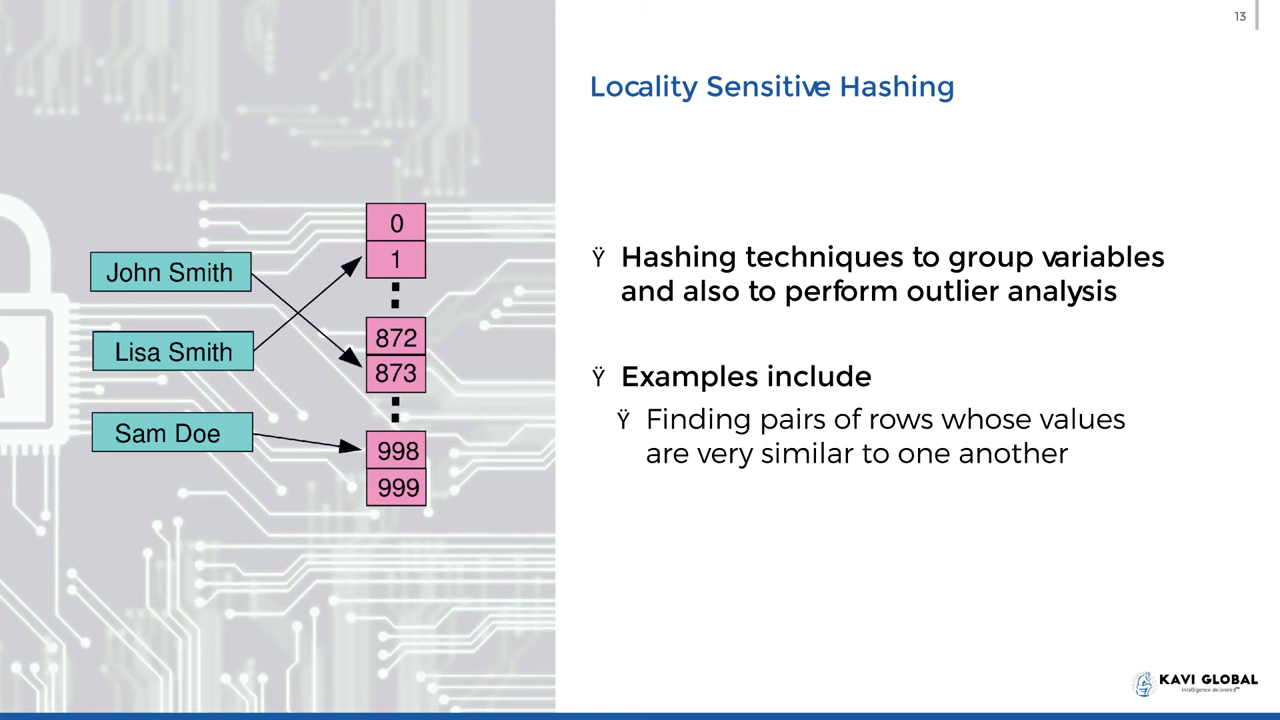 13
Locality Sensitive Hashing
Ÿ Hashing techniques to group variables
and also to perform outlier analysis
Ÿ Examples include
Ÿ Finding pairs of rows whose values
are very similar to one another
John Smith
Lisa Smith
Sam Doe
0
1
872
873
998
999
KAVI GLOBAL
intelligence delivered℠